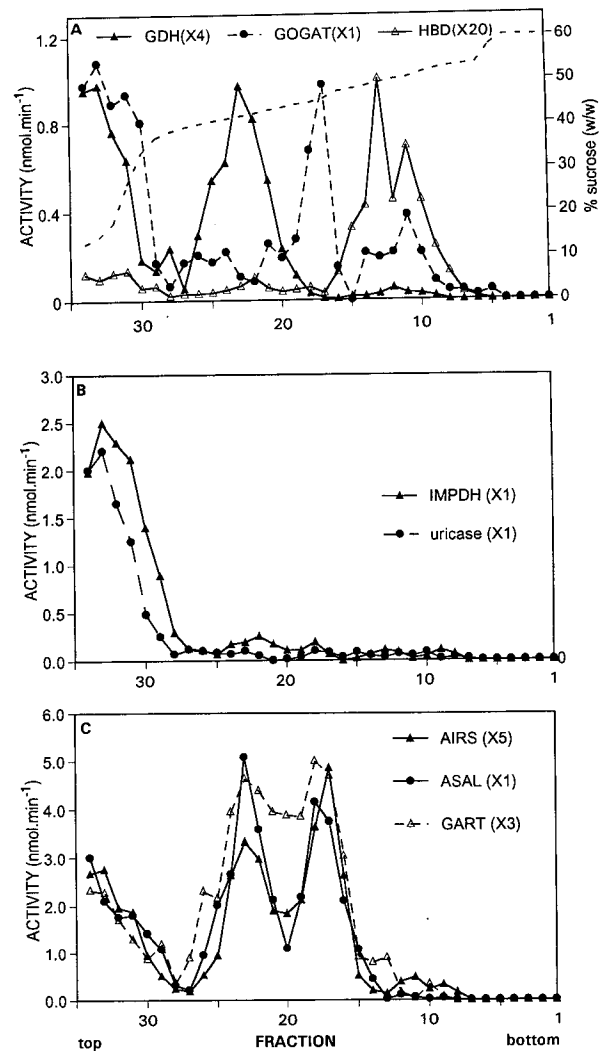 A GDH(X4) GOGAT(X1) HBD(X20)
1.2
0.8
0.4
0
ACTIVITY (nmol.min⁻¹)
60
50
40
30
20
10
0
% sucrose (w/w)
30 20 10 1
B
3.0
2.5
2.0
1.5
1.0
0.5
0.0
ACTIVITY (nmol.min⁻¹)
IMPDH (X1)
uricase (X1)
0
30 20 10 1
C
6.0
5.0
4.0
3.0
2.0
1.0
0.0
ACTIVITY (nmol.min⁻¹)
AIRS (X5)
ASAL (X1)
GART (X3)
30 20 10 1
top FRACTION bottom